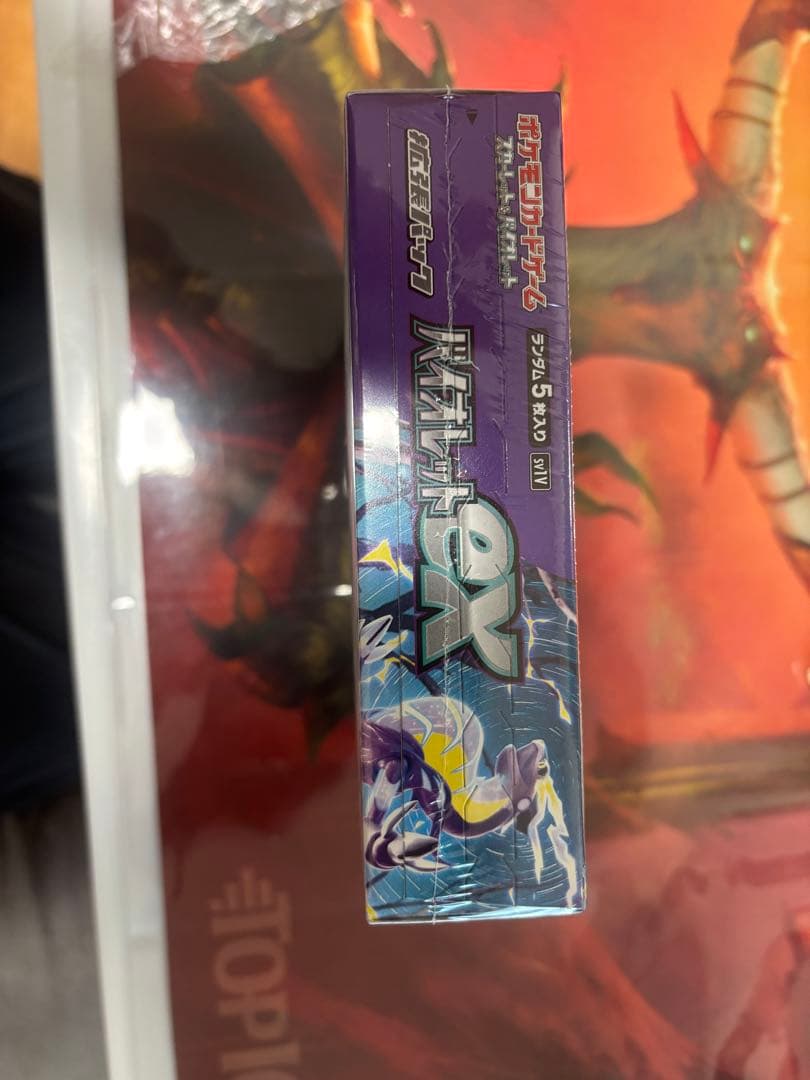 ポケモンカードゲーム
スカーレット&バイオレット
拡張パック
ランダム5枚入り
SV1V
バイオレットex
TOP